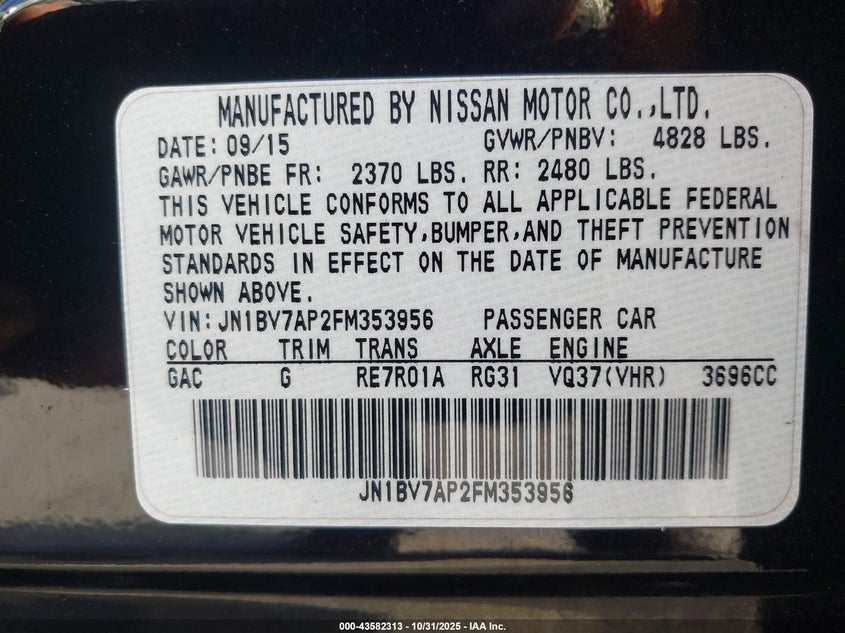 MANUFACTURED BY NISSAN MOTOR CO.,LTD.
DATE: 09/15 GVWR/PNBV: 4828 LBS.
GAWR/PNBE FR: 2370 LBS. RR: 2480 LBS.
THIS VEHICLE CONFORMS TO ALL APPLICABLE FEDERAL
MOTOR VEHICLE SAFETY,BUMPER,AND THEFT PREVENTION
STANDARDS IN EFFECT ON THE DATE OF MANUFACTURE
SHOWN ABOVE.
VIN:JN1BV7AP2FM353956 PASSENGER CAR
COLOR TRIM TRANS AXLE ENGINE
GAC G RE7R01A RG31 VQ37(VHR) 3696CC
JN1BV7AP2FM353956
000-43582313 - 10/31/2025 - IAA Inc.